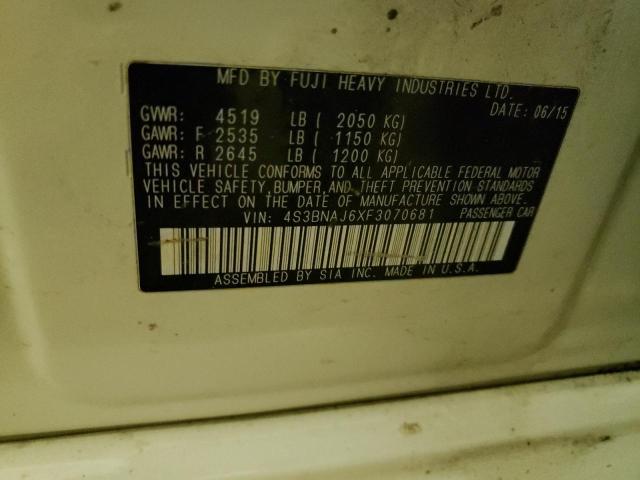 MFD BY FUJI HEAVY INDUSTRIES LTD.
DATE: 06/15
GVWR: 4519 LB ( 2050 KG)
GAWR: F 2535 LB ( 1150 KG)
GAWR: R 2645 LB ( 1200 KG)
THIS VEHICLE CONFORMS TO ALL APPLICABLE FEDERAL MOTOR
VEHICLE SAFETY,BUMPER,AND THEFT PREVENTION STANDARDS
IN EFFECT ON THE DATE OF MANUFACTURE SHOWN ABOVE.
VIN: 4S3BNAJ6XF3070681 PASSENGER CAR
ASSEMBLED BY SIA INC. MADE IN U.S.A.